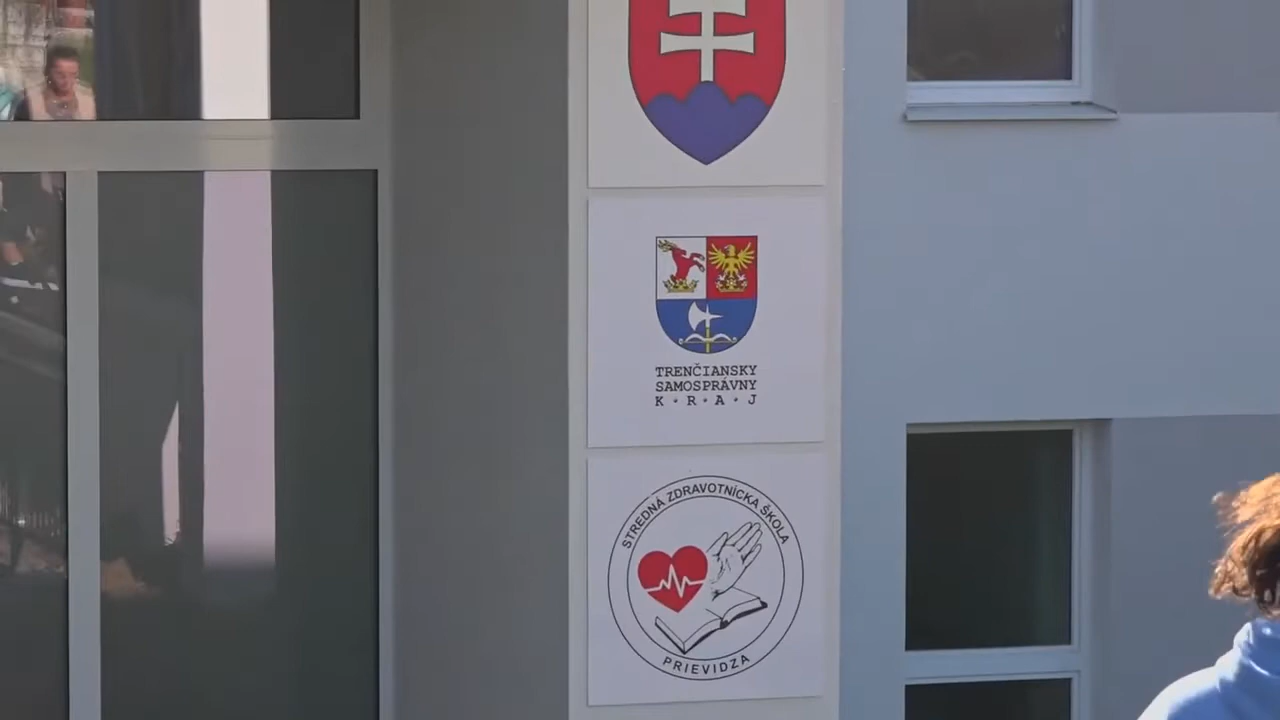 TRENČIANSKY
SAMOSPRÁVNY
K • R • A • J
STREDNÁ ZDRAVOTNÍCKA ŠKOLA
PRIEVIDZA